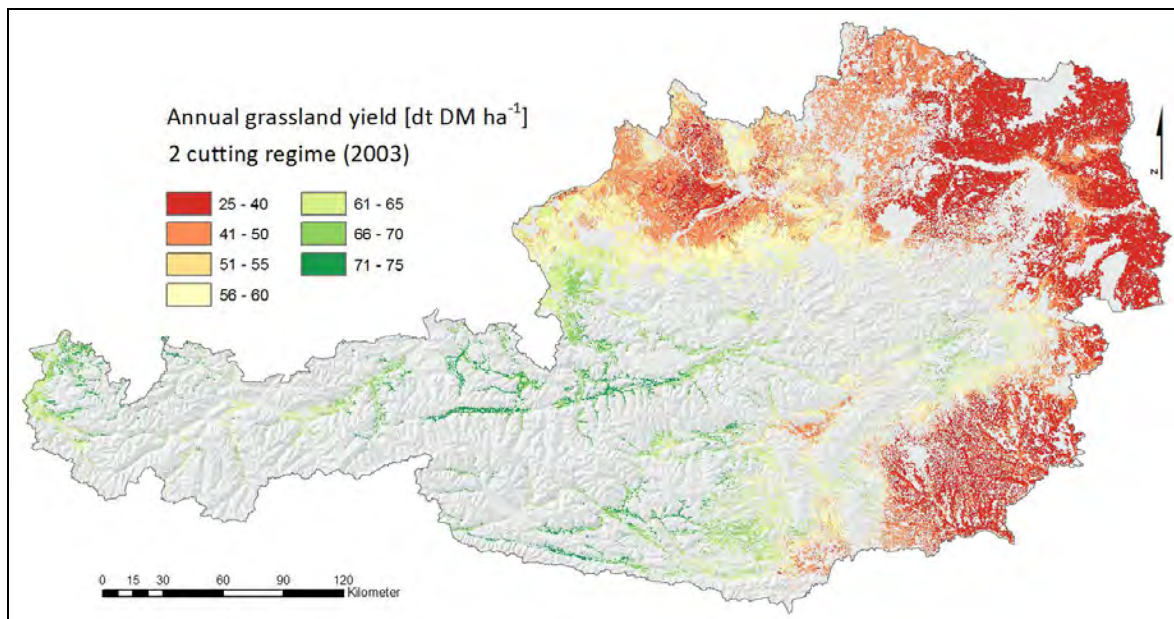 Annual grassland yield [dt DM ha⁻¹]
2 cutting regime (2003)
25 - 40
61 - 65
41 - 50
66 - 70
51 - 55
71 - 75
56 - 60
N
0 15 30 60 90 120
Kilometer